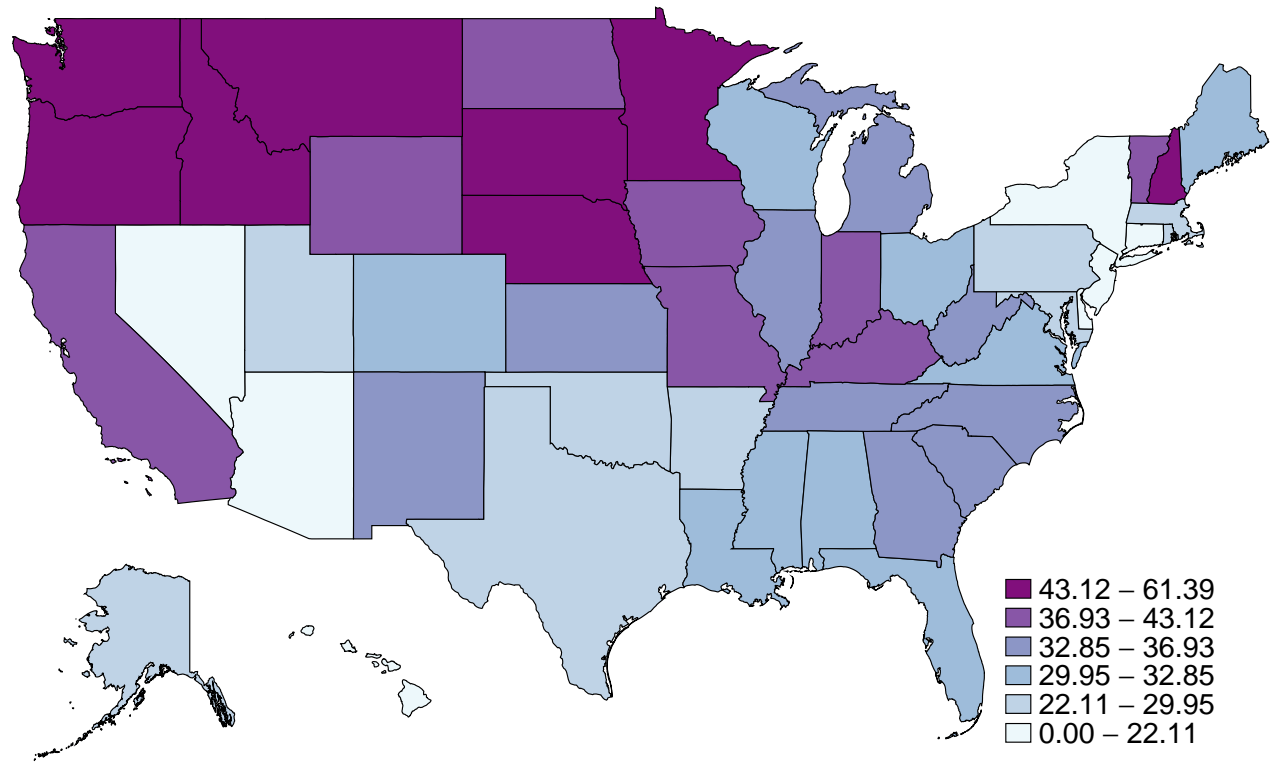 43.12 – 61.39
36.93 – 43.12
32.85 – 36.93
29.95 – 32.85
22.11 – 29.95
0.00 – 22.11